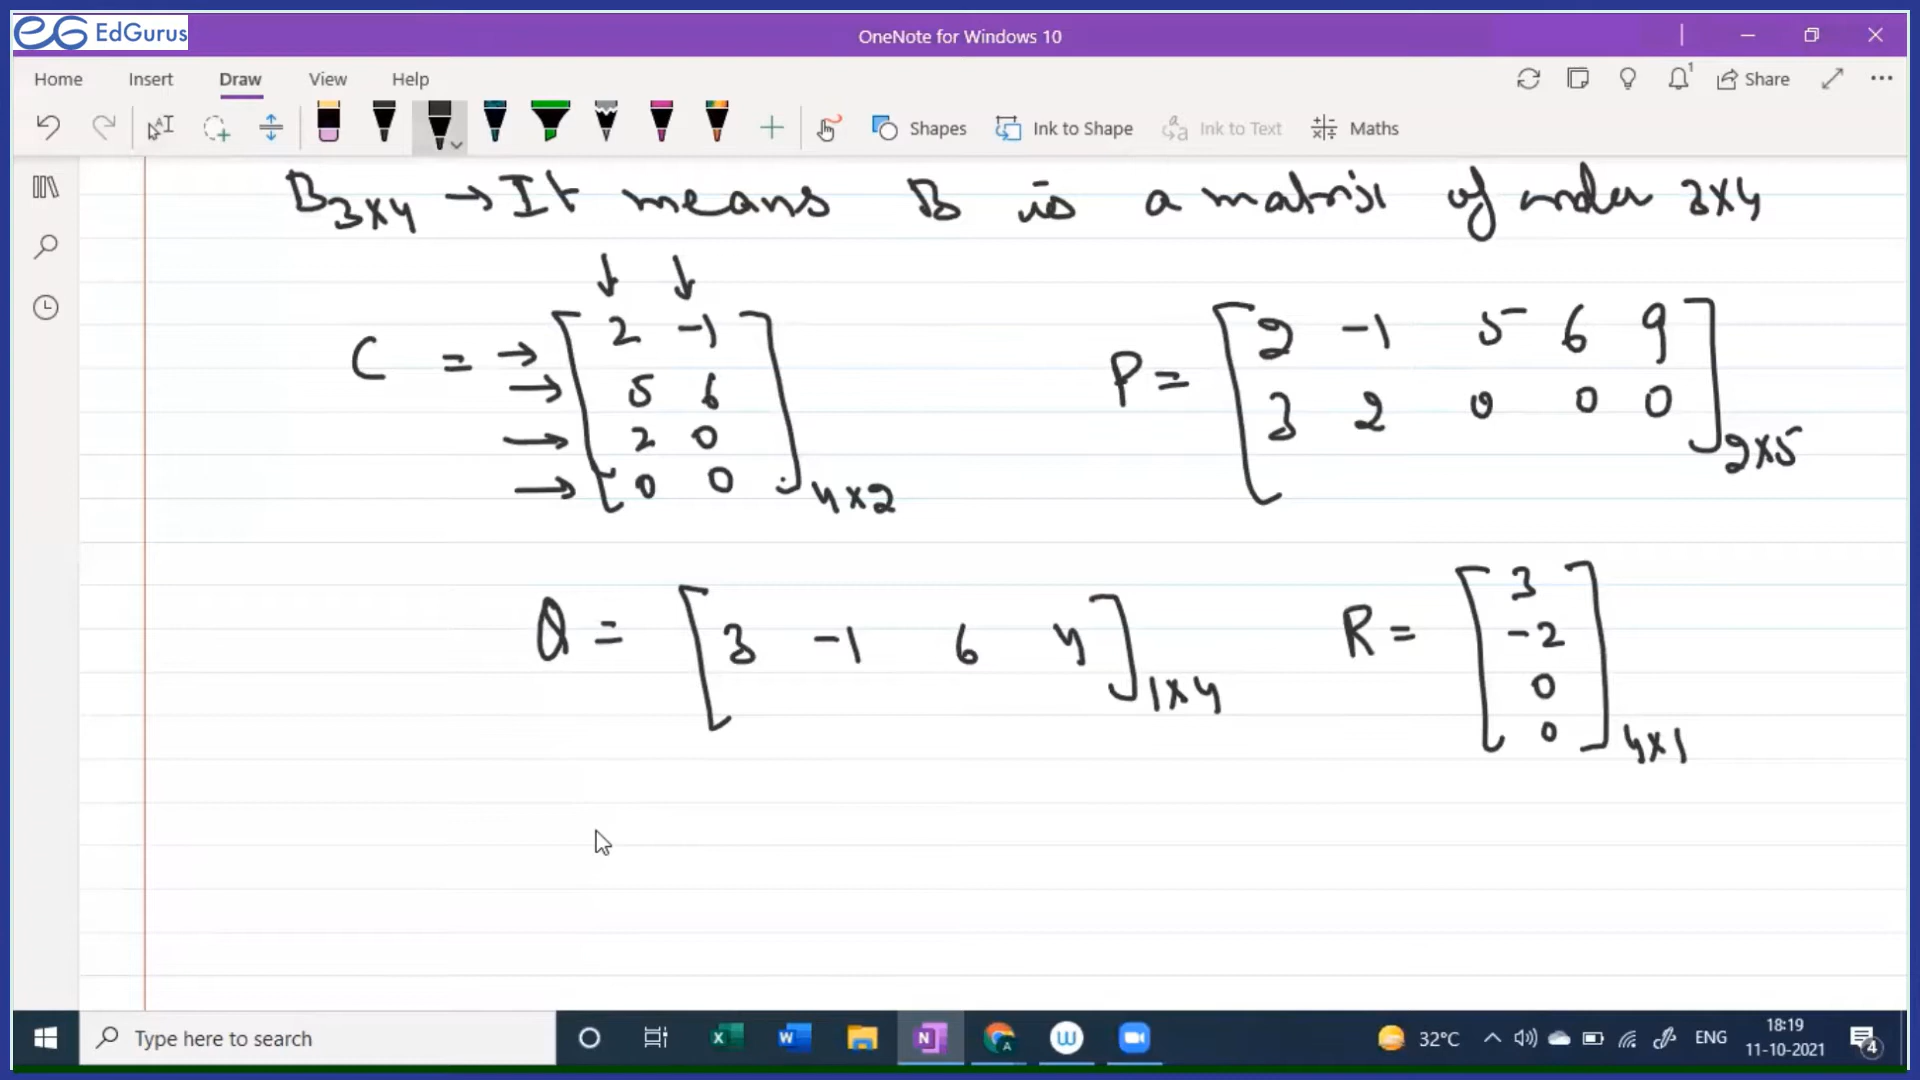 EdGurus
OneNote for Windows 10
Home Insert Draw View Help
1 Share
Shapes Ink to Shape Ink to Text Maths
B3x4 → It means B is a matrix of order 3x4
↓ ↓
C = → [ 2 -1
→ 5 6
→ 2 0
→ 0 0 ] 4x2
P = [ 2 -1 5 6 9
3 2 0 0 0 ] 2x5
Q = [ 3 -1 6 4 ] 1x4
R = [ 3
-2
0
0 ] 4x1
Type here to search
32°C
ENG
18:19
11-10-2021
4